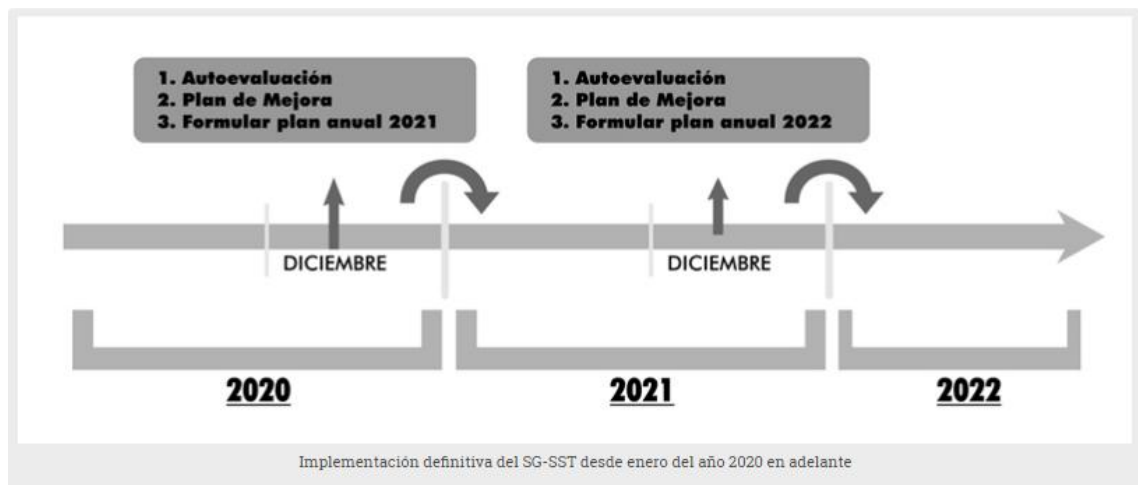 1. Autoevaluación
2. Plan de Mejora
3. Formular plan anual 2021
1. Autoevaluación
2. Plan de Mejora
3. Formular plan anual 2022
DICIEMBRE
DICIEMBRE
2020
2021
2022
Implementación definitiva del SG-SST desde enero del año 2020 en adelante